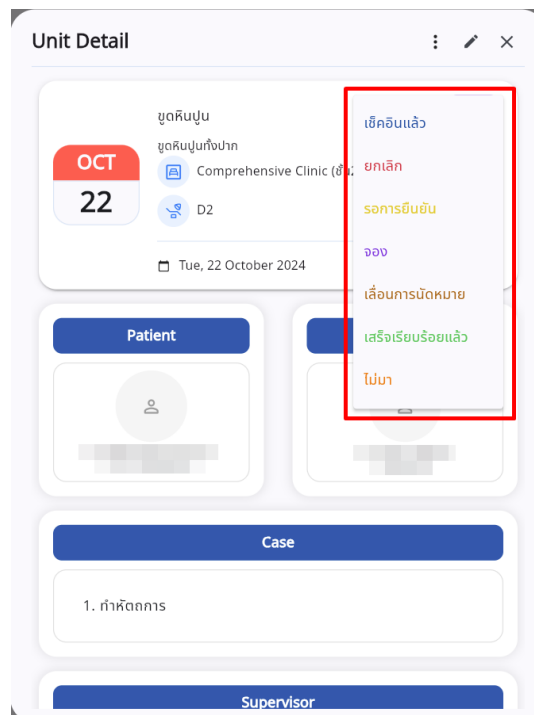 Unit Detail
ขูดหินปูน
ขูดหินปูนทั้งปาก
OCT
22
Comprehensive Clinic (ชั้น2
D2
Tue, 22 October 2024
เช็คอินแล้ว
ยกเลิก
รอการยืนยัน
จอง
เลื่อนการนัดหมาย
เสร็จเรียบร้อยแล้ว
ไม่มา
Patient
Case
1. ทำหัตถการ
Supervisor